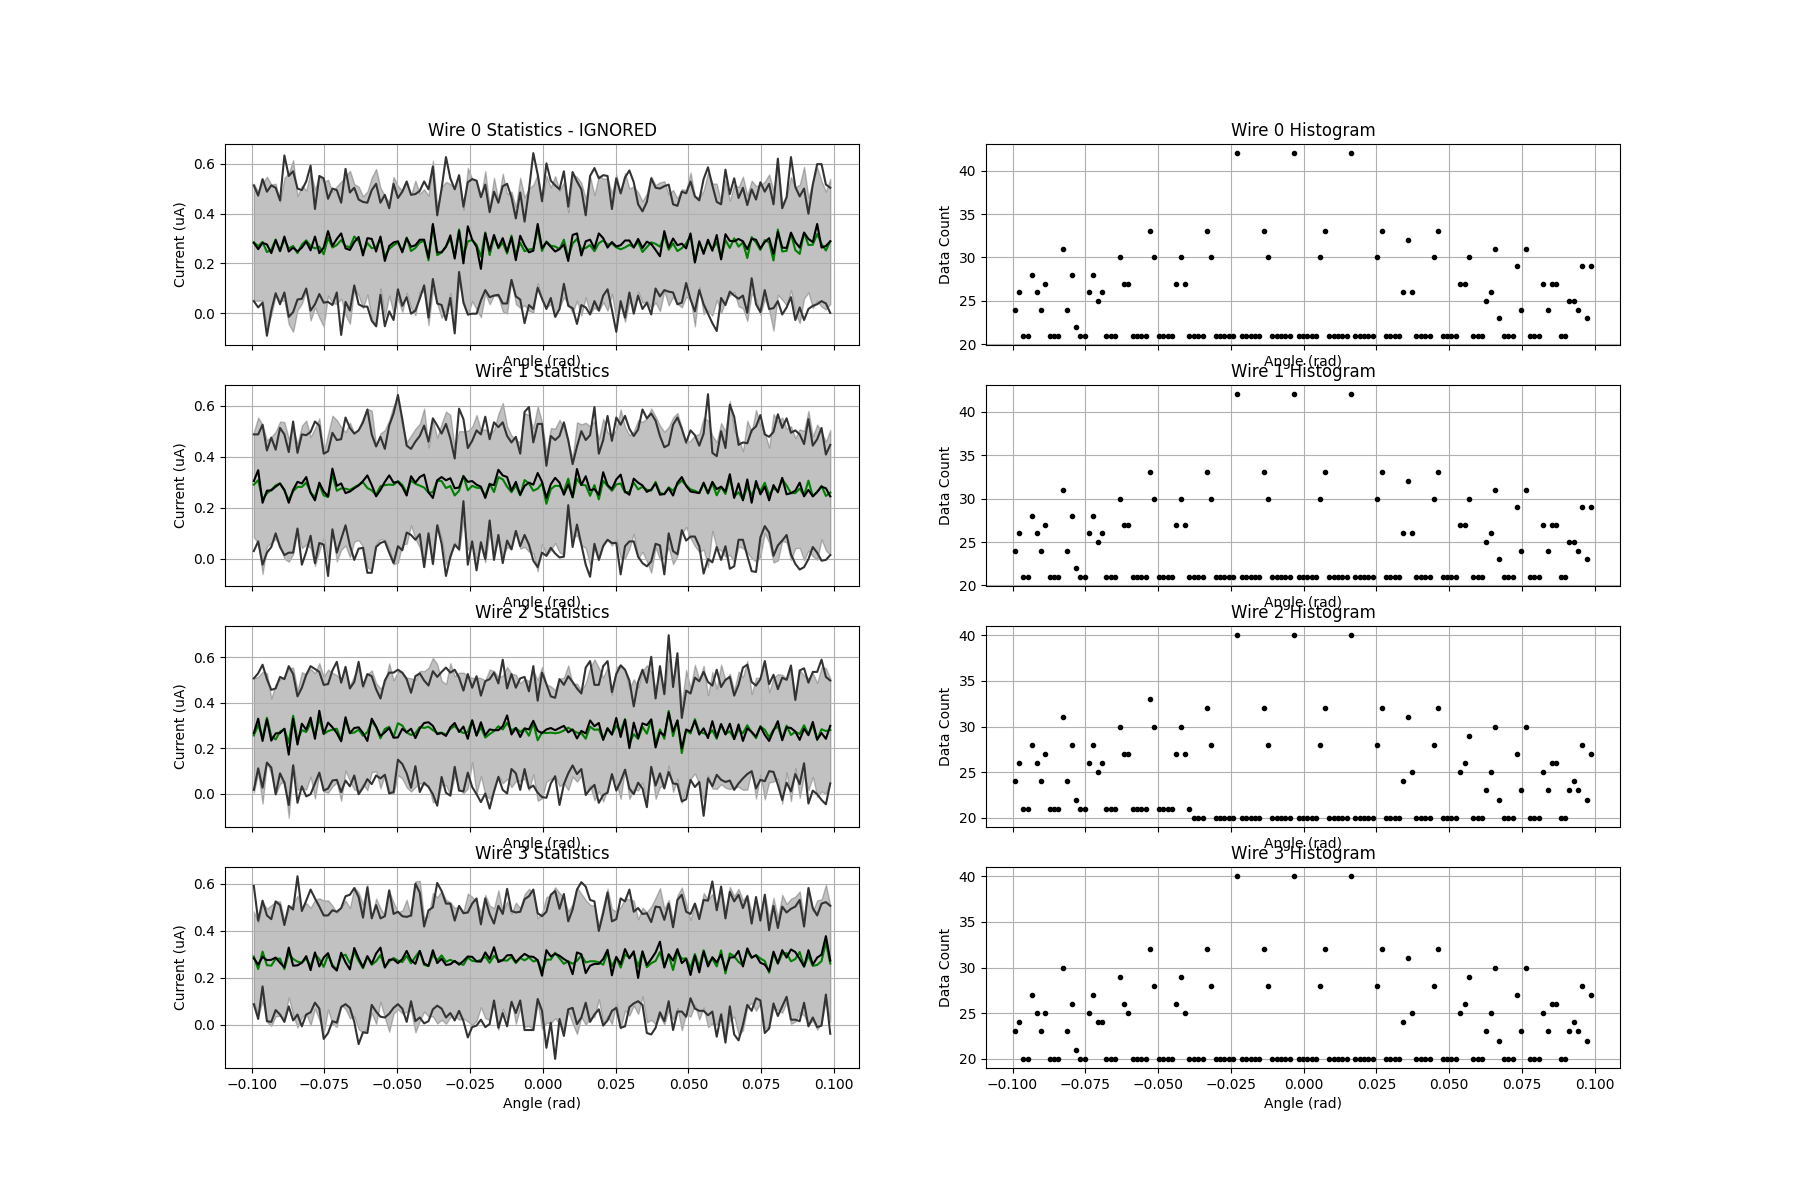 Wire 0 Statistics - IGNORED
Current (uA)
0.6
0.4
0.2
0.0
Angle (rad)
Wire 0 Histogram
Data Count
40
35
30
25
20
Angle (rad)
Wire 1 Statistics
Current (uA)
0.6
0.4
0.2
0.0
Angle (rad)
Wire 1 Histogram
Data Count
40
35
30
25
20
Angle (rad)
Wire 2 Statistics
Current (uA)
0.6
0.4
0.2
0.0
Angle (rad)
Wire 2 Histogram
Data Count
40
35
30
25
20
Angle (rad)
Wire 3 Statistics
Current (uA)
0.6
0.4
0.2
0.0
−0.100 −0.075 −0.050 −0.025 0.000 0.025 0.050 0.075 0.100
Angle (rad)
Wire 3 Histogram
Data Count
40
35
30
25
20
−0.100 −0.075 −0.050 −0.025 0.000 0.025 0.050 0.075 0.100
Angle (rad)